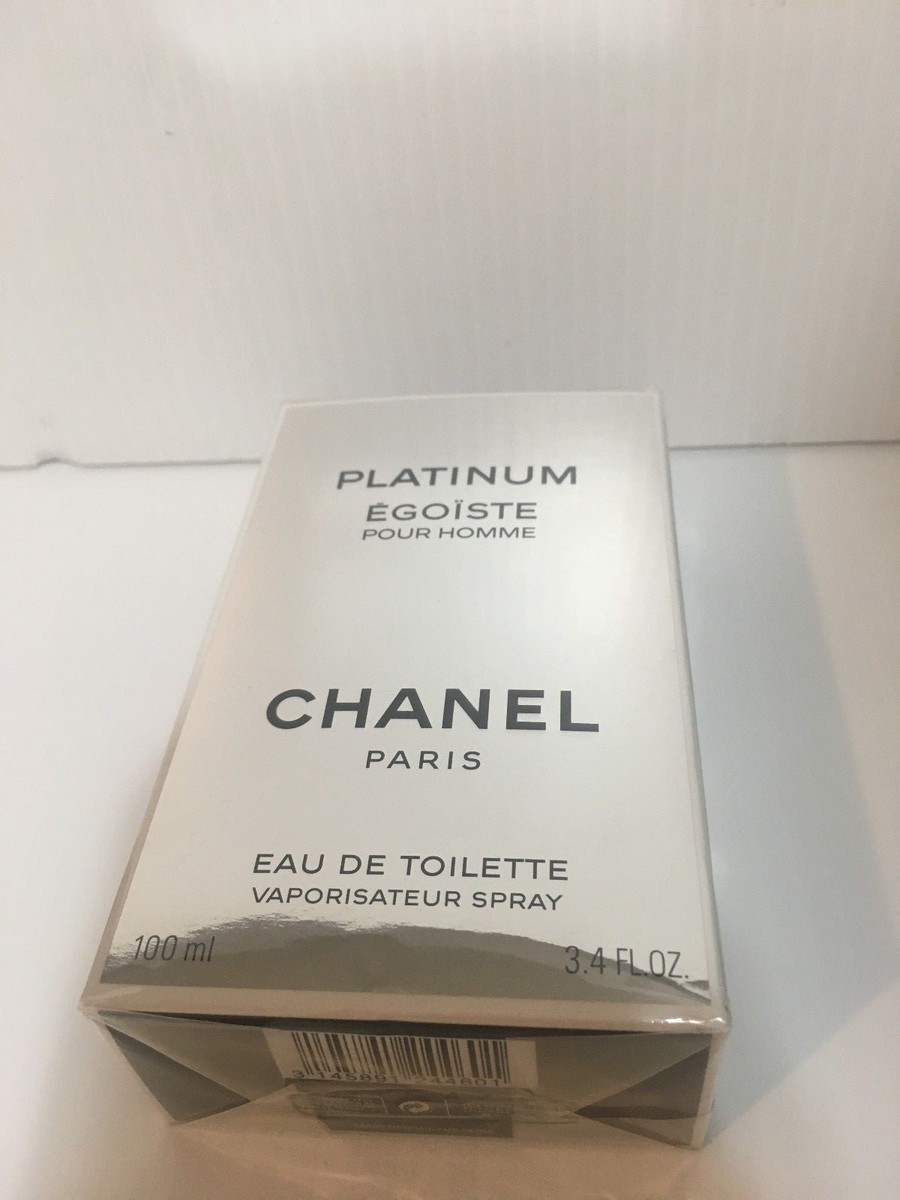 PLATINUM
ÉGOÏSTE
POUR HOMME
CHANEL
PARIS
EAU DE TOILETTE
VAPORISATEUR SPRAY
100 ml
3.4 FL.OZ.